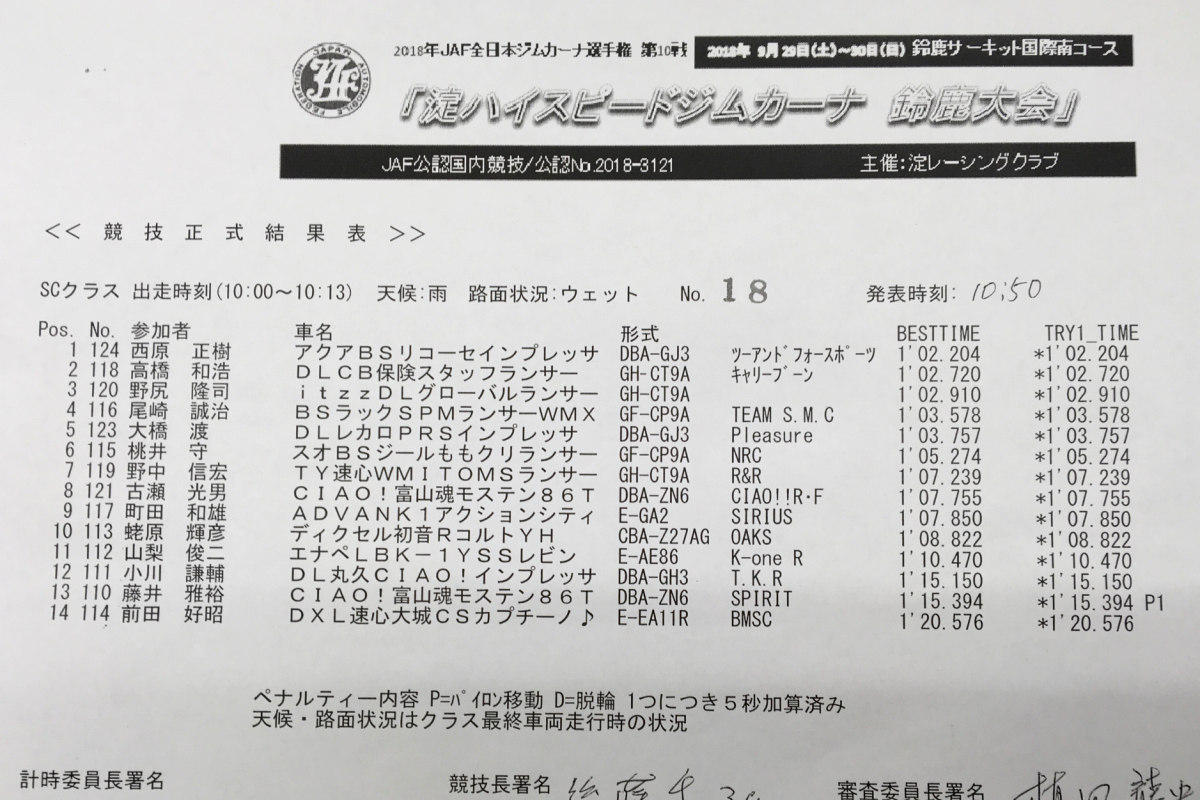 JAPAN AUTOMOBILE FEDERATION
JAF
2018年JAF全日本ジムカーナ選手権 第10戦 2018年 9月29日(土)~30日(日) 鈴鹿サーキット国際南コース
「淀ハイスピードジムカーナ 鈴鹿大会」
JAF公認国内競技/公認No.2018-3121 主催:淀レーシングクラブ
<< 競 技 正 式 結 果 表 >>
SCクラス 出走時刻(10:00~10:13) 天候:雨 路面状況:ウェット No. 18 発表時刻: 10:50
Pos. No. 参加者 車名 形式 BESTTIME TRY1_TIME
1 124 西原 正樹 アクアBSリコーセインプレッサ DBA-GJ3 ツーアンドフォースポーツ 1'02.204 *1'02.204
2 118 高橋 和浩 DLCB保険スタッフランサー GH-CT9A キャリーブーン 1'02.720 *1'02.720
3 120 野尻 隆司 itzzDLグローバルランサー GH-CT9A 1'02.910 *1'02.910
4 116 尾崎 誠治 BSラックSPMランサーWMX GF-CP9A TEAM S.M.C 1'03.578 *1'03.578
5 123 大橋 渡 DLレカロPRSインプレッサ DBA-GJ3 Pleasure 1'03.757 *1'03.757
6 115 桃井 守 スオBSジールももクリランサー GF-CP9A NRC 1'05.274 *1'05.274
7 119 野中 信宏 TY速心WMITOMSランサー GH-CT9A R&R 1'07.239 *1'07.239
8 121 古瀬 光男 CIAO!富山魂モステン86T DBA-ZN6 CIAO!!R・F 1'07.755 *1'07.755
9 117 町田 和雄 ADVANK1アクションシティ E-GA2 SIRIUS 1'07.850 *1'07.850
10 113 蛯原 輝彦 ディクセル初音RコルトYH CBA-Z27AG OAKS 1'08.822 *1'08.822
11 112 山梨 俊二 エナペLBK-1YSSレビン E-AE86 K-one R 1'10.470 *1'10.470
12 111 小川 謙輔 DL丸久CIAO!インプレッサ DBA-GH3 T.K.R 1'15.150 *1'15.150
13 110 藤井 雅裕 CIAO!富山魂モステン86T DBA-ZN6 SPIRIT 1'15.394 *1'15.394 P1
14 114 前田 好昭 DXL速心大城CSカプチーノ♪ E-EA11R BMSC 1'20.576 *1'20.576
ペナルティー内容 P=パイロン移動 D=脱輪 1つにつき5秒加算済み
天候・路面状況はクラス最終車両走行時の状況
計時委員長署名 競技長署名 審査委員長署名